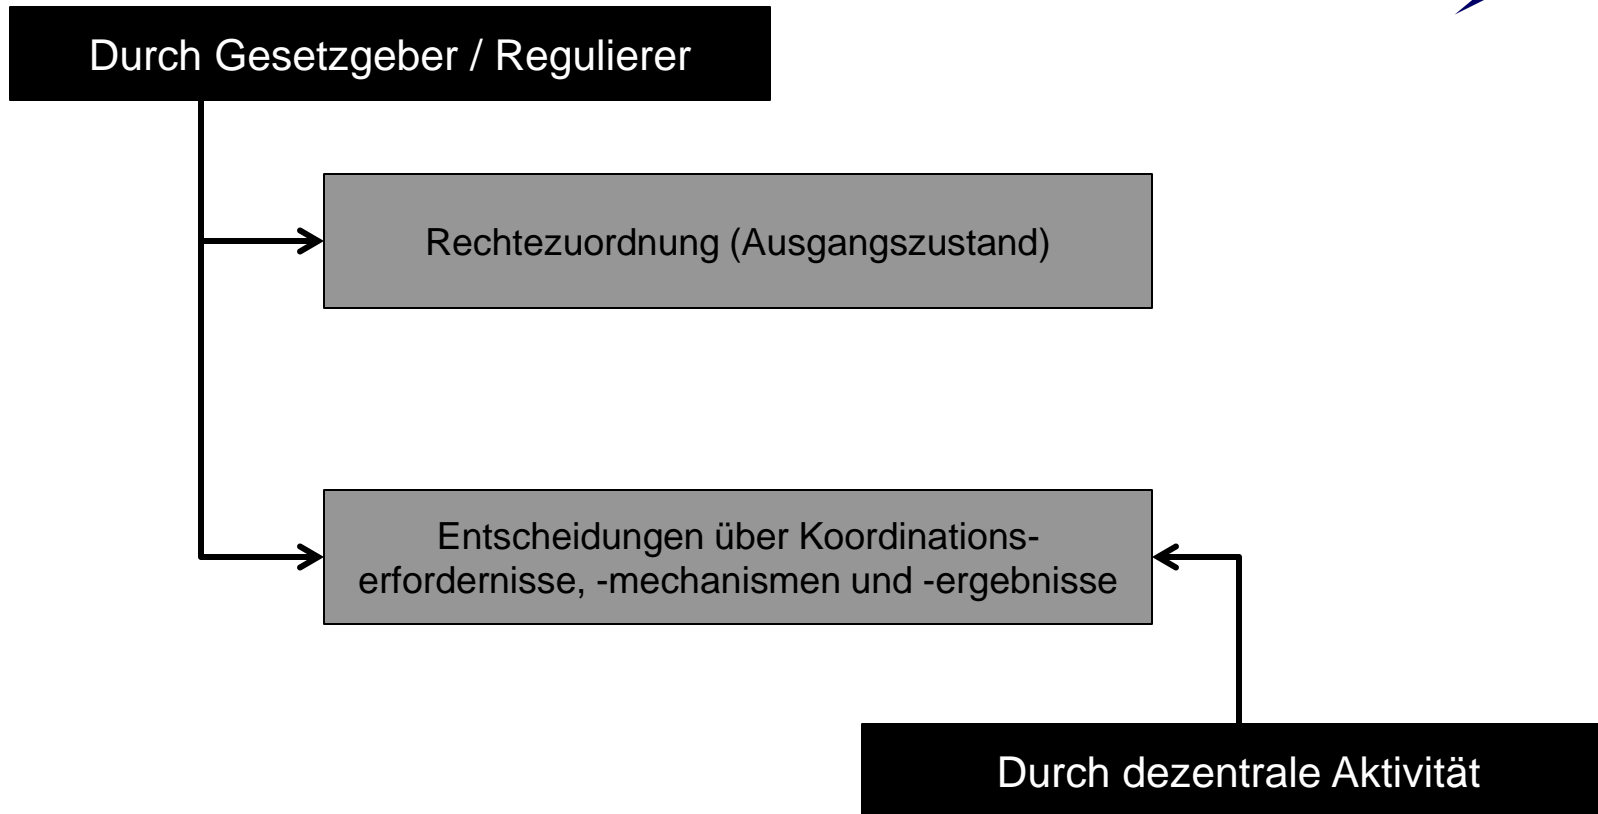 Durch Gesetzgeber / Regulierer
Rechtezuordnung (Ausgangszustand)
Entscheidungen über Koordinations-
erfordernisse, -mechanismen und -ergebnisse
Durch dezentrale Aktivität